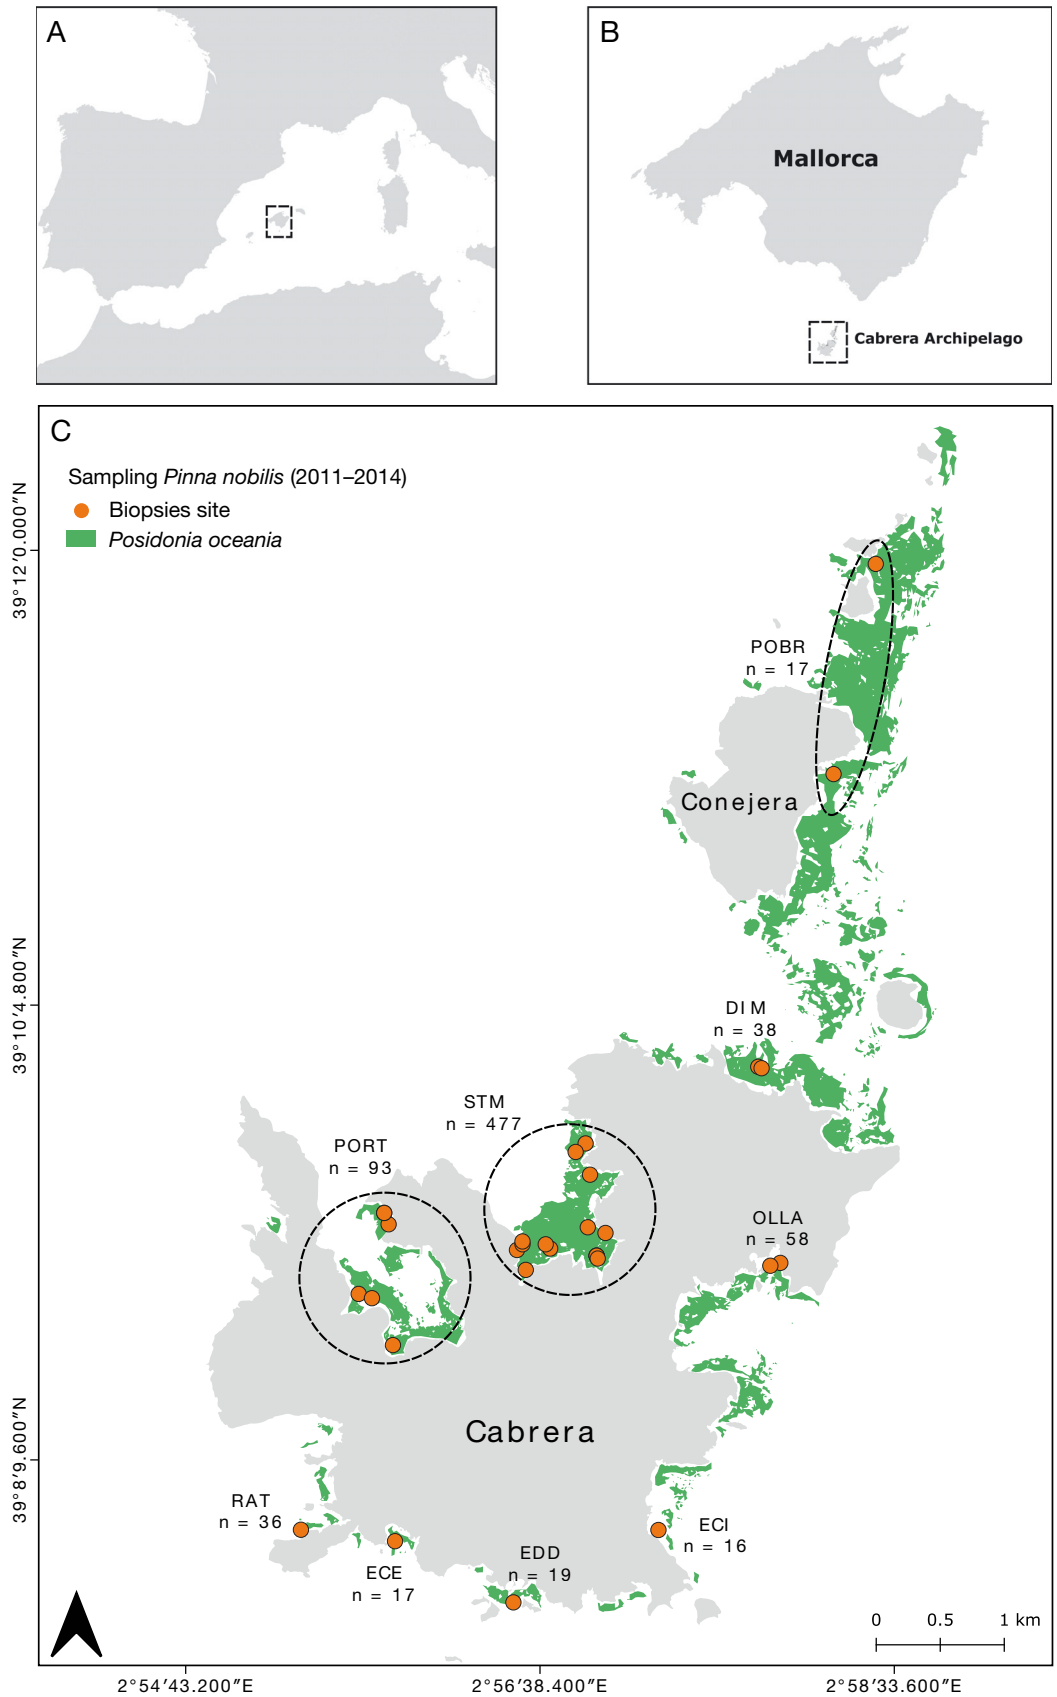 A
B
Mallorca
Cabrera Archipelago
C
Sampling Pinna nobilis (2011–2014)
Biopsies site
Posidonia oceania
39°12′0.000″N
POBR
n = 17
Conejera
39°10′4.800″N
DIM
n = 38
STM
n = 477
PORT
n = 93
OLLA
n = 58
Cabrera
39°8′9.600″N
RAT
n = 36
ECI
n = 16
EDD
n = 19
ECE
n = 17
0 0.5 1 km
2°54′43.200″E 2°56′38.400″E 2°58′33.600″E